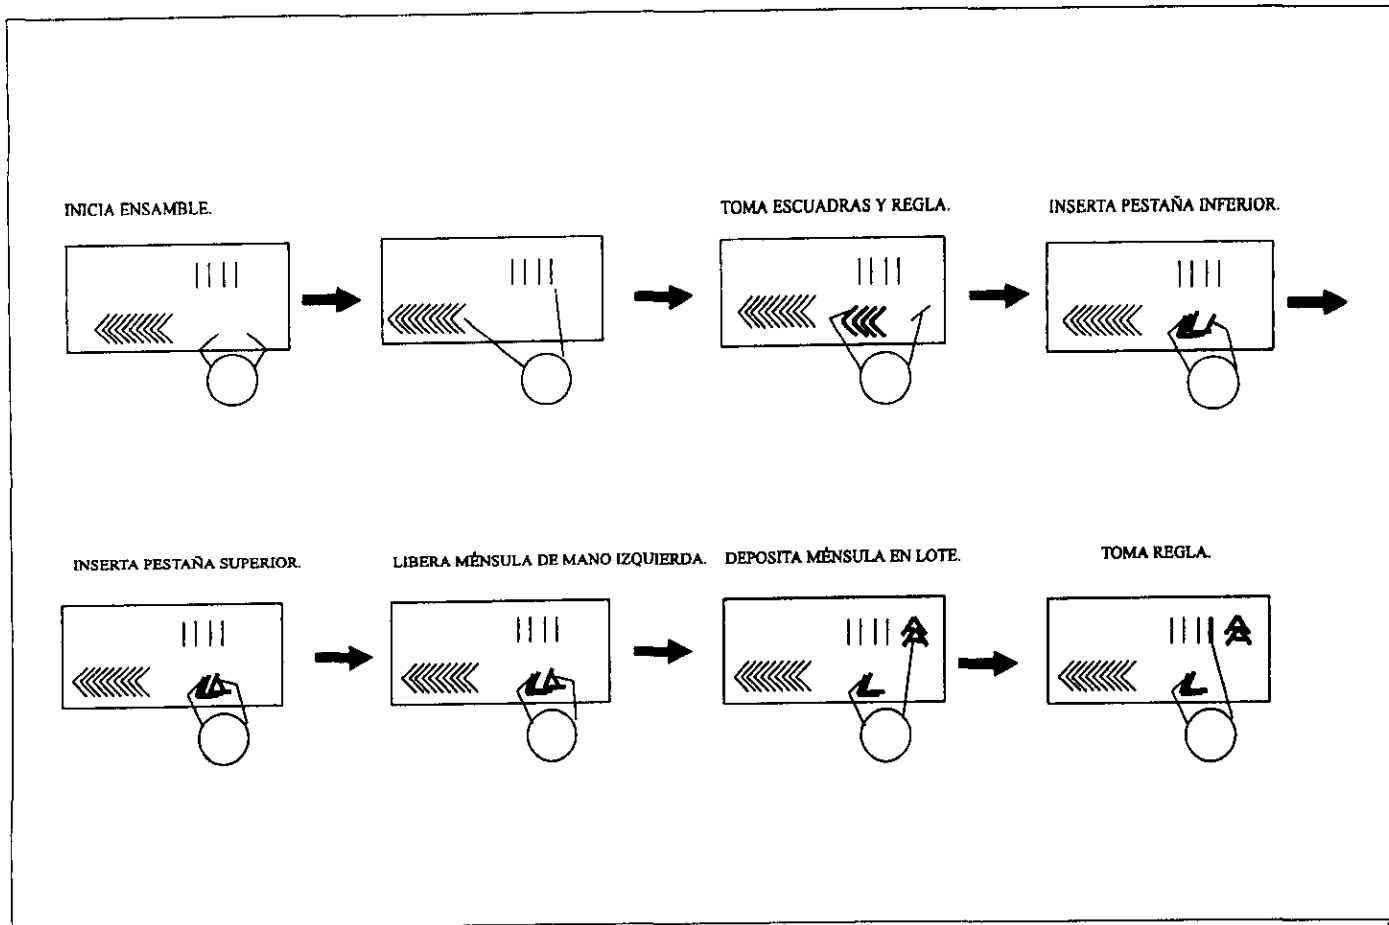 INICIA ENSAMBLE.
TOMA ESCUADRAS Y REGLA.
INSERTA PESTAÑA INFERIOR.
INSERTA PESTAÑA SUPERIOR.
LIBERA MÉNSULA DE MANO IZQUIERDA.
DEPOSITA MÉNSULA EN LOTE.
TOMA REGLA.